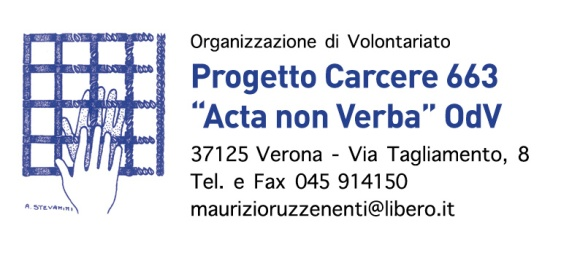 Organizzazione di Volontariato
Progetto Carcere 663
“Acta non Verba” OdV
37125 Verona - Via Tagliamento, 8
Tel. e Fax 045 914150
maurizioruzzenenti@libero.it
A. STEVANINI